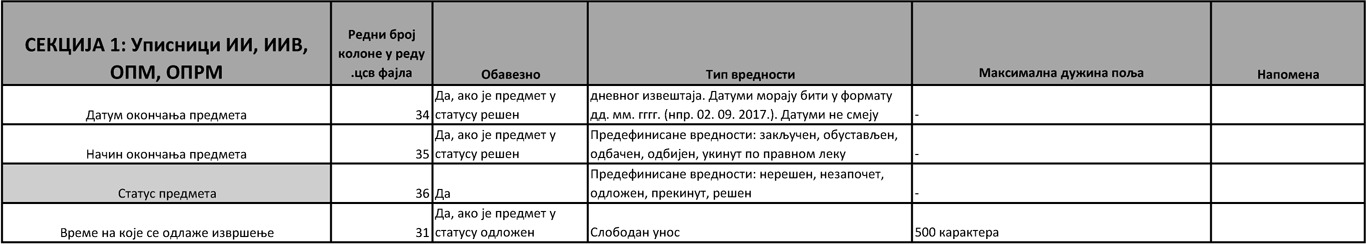 СЕКЦИЈА 1: Уписници ИИ, ИИВ,
ОПМ, ОПРМ
Редни број
колоне у реду
.цсв фајла
Обавезно
Тип вредности
Максимална дужина поља
Напомена
Датум окончања предмета
34
Да, ако је предмет у
статусу решен
дневног извештаја. Датуми морају бити у формату
дд. мм. гггг. (нпр. 02. 09. 2017.). Датуми не смеју
-
Начин окончања предмета
35
Да, ако је предмет у
статусу решен
Предефинисане вредности: закључен, обустављен,
одбачен, одбијен, укинут по правном леку
-
Статус предмета
36
Да
Предефинисане вредности: нерешен, незапочет,
одложен, прекинут, решен
-
Време на које се одлаже извршење
31
Да, ако је предмет у
статусу одложен
Слободан унос
500 карактера